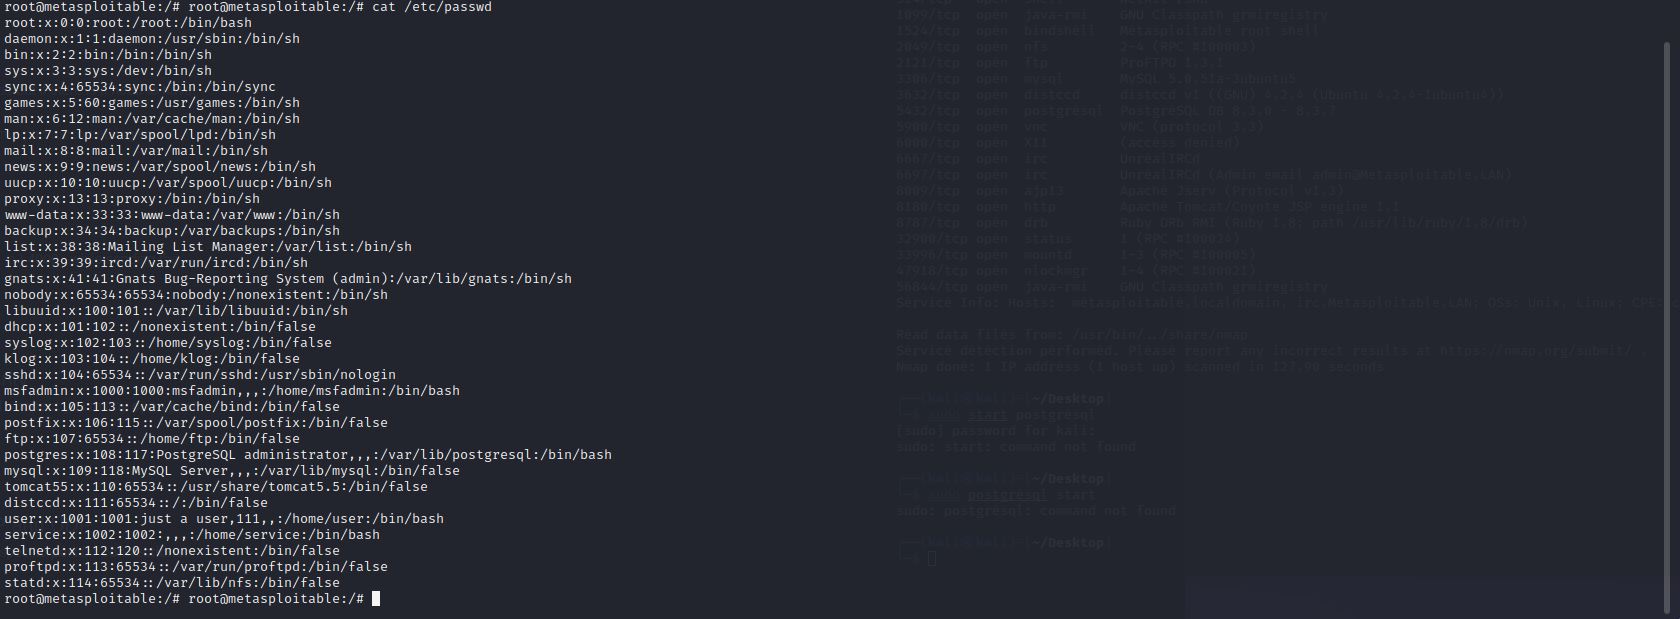 root@metasploitable:/# root@metasploitable:/# cat /etc/passwd
root:x:0:0:root:/root:/bin/bash
daemon:x:1:1:daemon:/usr/sbin:/bin/sh
bin:x:2:2:bin:/bin:/bin/sh
sys:x:3:3:sys:/dev:/bin/sh
sync:x:4:65534:sync:/bin:/bin/sync
games:x:5:60:games:/usr/games:/bin/sh
man:x:6:12:man:/var/cache/man:/bin/sh
lp:x:7:7:lp:/var/spool/lpd:/bin/sh
mail:x:8:8:mail:/var/mail:/bin/sh
news:x:9:9:news:/var/spool/news:/bin/sh
uucp:x:10:10:uucp:/var/spool/uucp:/bin/sh
proxy:x:13:13:proxy:/bin:/bin/sh
www-data:x:33:33:www-data:/var/www:/bin/sh
backup:x:34:34:backup:/var/backups:/bin/sh
list:x:38:38:Mailing List Manager:/var/list:/bin/sh
irc:x:39:39:ircd:/var/run/ircd:/bin/sh
gnats:x:41:41:Gnats Bug-Reporting System (admin):/var/lib/gnats:/bin/sh
nobody:x:65534:65534:nobody:/nonexistent:/bin/sh
libuuid:x:100:101::/var/lib/libuuid:/bin/sh
dhcp:x:101:102::/nonexistent:/bin/false
syslog:x:102:103::/home/syslog:/bin/false
klog:x:103:104::/home/klog:/bin/false
sshd:x:104:65534::/var/run/sshd:/usr/sbin/nologin
msfadmin:x:1000:1000:msfadmin,,,:/home/msfadmin:/bin/bash
bind:x:105:113::/var/cache/bind:/bin/false
postfix:x:106:115::/var/spool/postfix:/bin/false
ftp:x:107:65534::/home/ftp:/bin/false
postgres:x:108:117:PostgreSQL administrator,,,:/var/lib/postgresql:/bin/bash
mysql:x:109:118:MySQL Server,,,:/var/lib/mysql:/bin/false
tomcat55:x:110:65534::/usr/share/tomcat5.5:/bin/false
distccd:x:111:65534::/:/bin/false
user:x:1001:1001:just a user,111,,:/home/user:/bin/bash
service:x:1002:1002:,,,:/home/service:/bin/bash
telnetd:x:112:120::/nonexistent:/bin/false
proftpd:x:113:65534::/var/run/proftpd:/bin/false
statd:x:114:65534::/var/lib/nfs:/bin/false
root@metasploitable:/# root@metasploitable:/#
1099/tcp open java-rmi GNU Classpath grmiregistry
1524/tcp open bindshell Metasploitable root shell
2049/tcp open nfs 2-4 (RPC #100003)
2121/tcp open ftp ProFTPD 1.3.1
3306/tcp open mysql MySQL 5.0.51a-3ubuntu5
3632/tcp open distccd distccd v1 ((GNU) 4.2.4 (Ubuntu 4.2.4-1ubuntu4))
5432/tcp open postgresql PostgreSQL DB 8.3.0 - 8.3.7
5900/tcp open vnc VNC (protocol 3.3)
6000/tcp open X11 (access denied)
6667/tcp open irc UnrealIRCd
6697/tcp open irc UnrealIRCd (Admin email admin@Metasploitable.LAN)
8009/tcp open ajp13 Apache Jserv (Protocol v1.3)
8180/tcp open http Apache Tomcat/Coyote JSP engine 1.1
8787/tcp open drb Ruby DRb RMI (Ruby 1.8; path /usr/lib/ruby/1.8/drb)
32900/tcp open status 1 (RPC #100024)
33996/tcp open mountd 1-3 (RPC #100005)
47918/tcp open nlockmgr 1-4 (RPC #100021)
56844/tcp open java-rmi GNU Classpath grmiregistry
Service Info: Hosts: metasploitable.localdomain, irc.Metasploitable.LAN; OSs: Unix, Linux; CPE: c
Read data files from: /usr/bin/../share/nmap
Service detection performed. Please report any incorrect results at https://nmap.org/submit/ .
Nmap done: 1 IP address (1 host up) scanned in 127.90 seconds
┌──(kali㉿kali)-[~/Desktop]
└─$ sudo start postgresql
[sudo] password for kali:
sudo: start: command not found
┌──(kali㉿kali)-[~/Desktop]
└─$ sudo postgresql start
sudo: postgresql: command not found
┌──(kali㉿kali)-[~/Desktop]
└─$